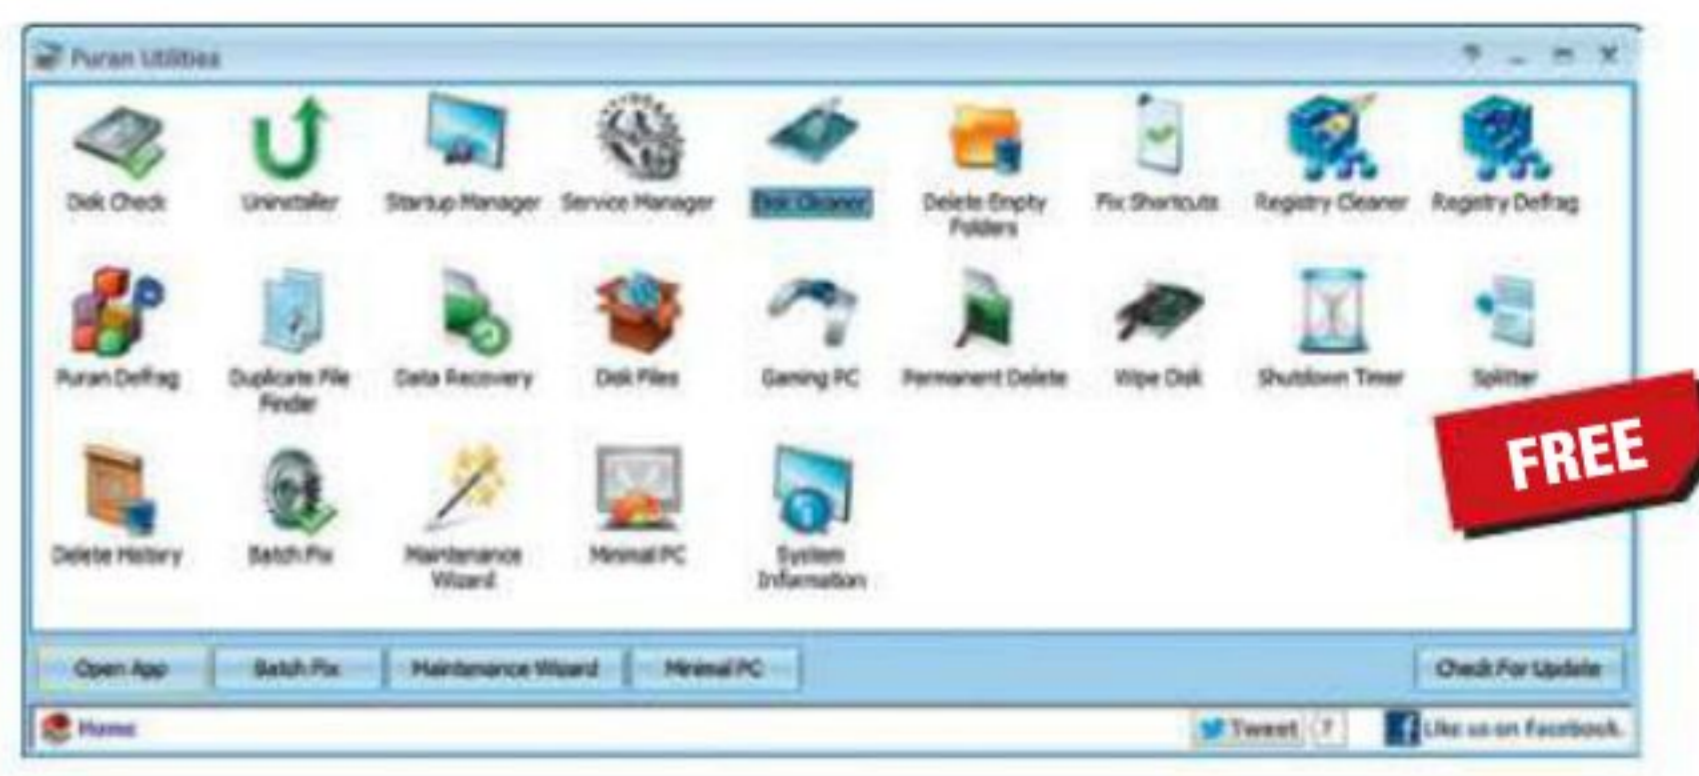 Puran Utilities
Disk Check
Uninstaller
Startup Manager
Service Manager
Disk Cleaner
Delete Empty
Folders
Fix Shortcuts
Registry Cleaner
Registry Defrag
Puran Defrag
Duplicate File
Finder
Data Recovery
Disk Files
Gaming PC
Permanent Delete
Wipe Disk
Shutdown Timer
Splitter
FREE
Delete History
Batch Fix
Maintenance
Wizard
Minimal PC
System
Information
Open App
Batch Fix
Maintenance Wizard
Minimal PC
Check For Update
Home
Tweet 7
Like us on Facebook.